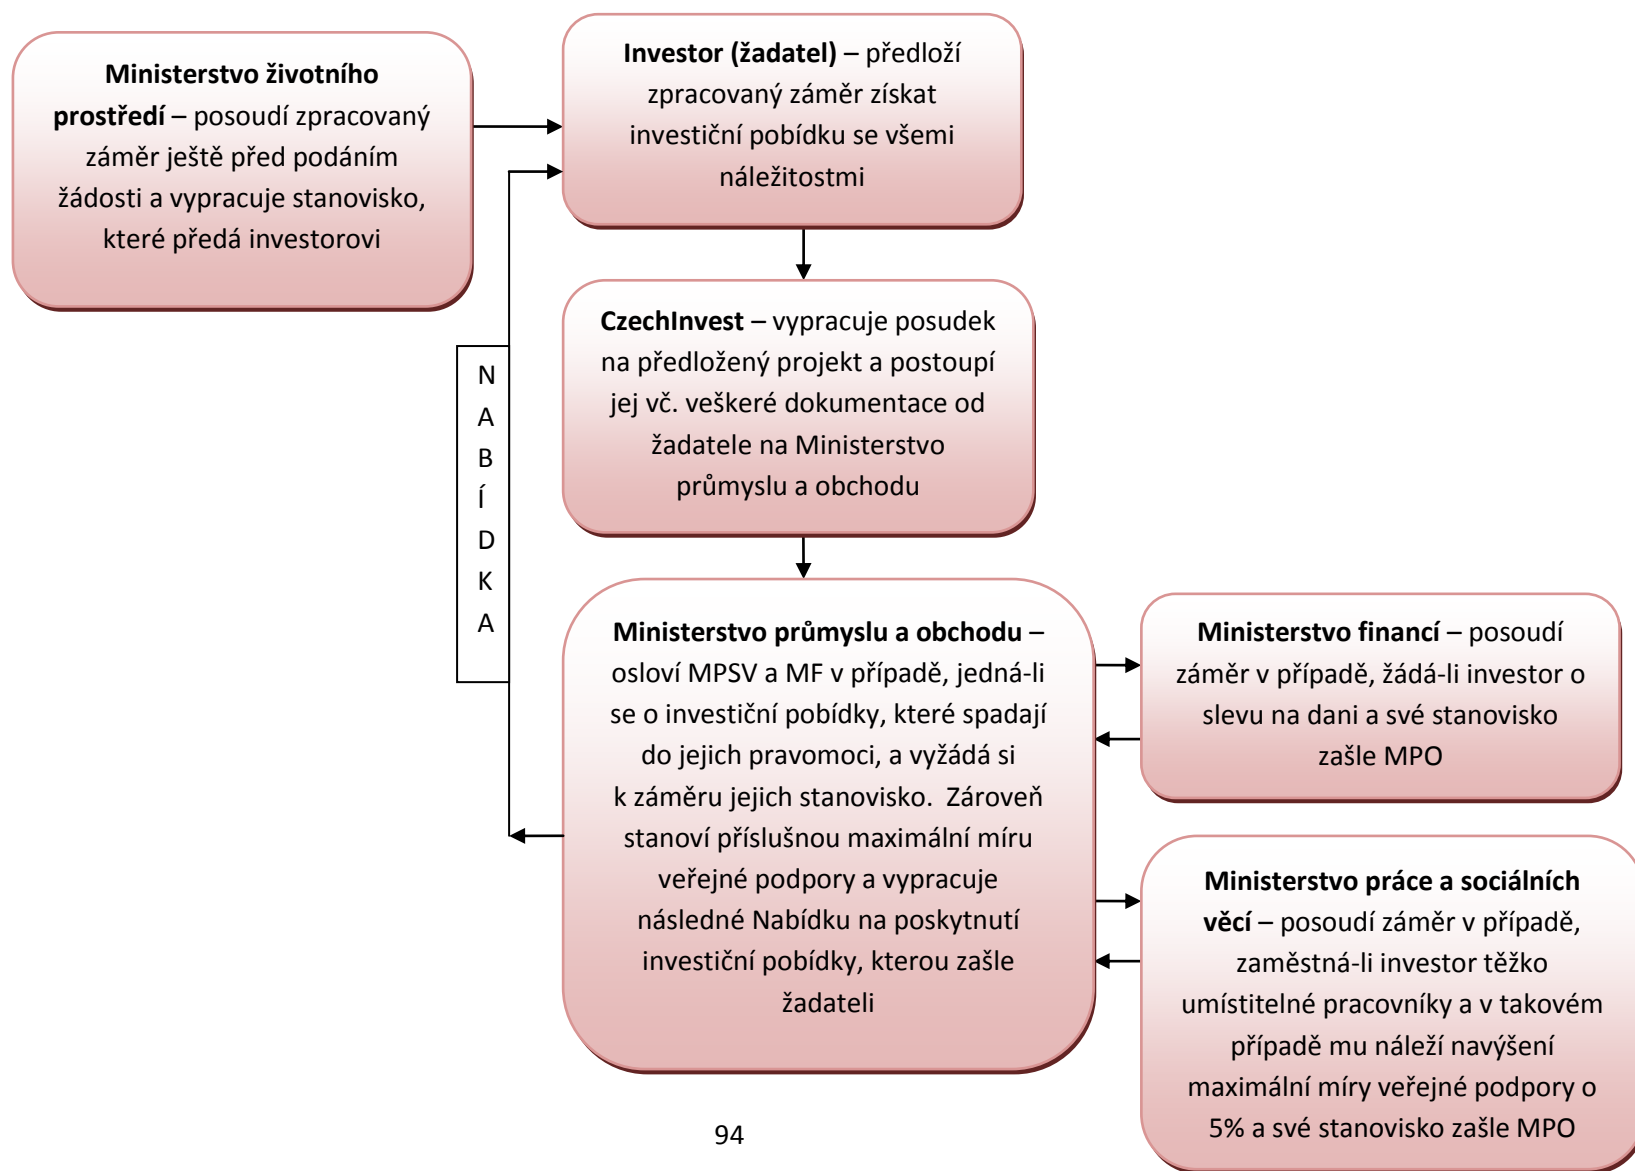 Ministerstvo životního
prostředí – posoudí zpracovaný
záměr ještě před podáním
žádosti a vypracuje stanovisko,
které předá investorovi
Investor (žadatel) – předloží
zpracovaný záměr získat
investiční pobídku se všemi
náležitostmi
CzechInvest – vypracuje posudek
na předložený projekt a postoupí
jej vč. veškeré dokumentace od
žadatele na Ministerstvo
průmyslu a obchodu
N
A
B
Í
D
K
A
Ministerstvo průmyslu a obchodu –
osloví MPSV a MF v případě, jedná-li
se o investiční pobídky, které spadají
do jejich pravomoci, a vyžádá si
k záměru jejich stanovisko.  Zároveň
stanoví příslušnou maximální míru
veřejné podpory a vypracuje
následné Nabídku na poskytnutí
investiční pobídky, kterou zašle
žadateli
Ministerstvo financí – posoudí
záměr v případě, žádá-li investor o
slevu na dani a své stanovisko
zašle MPO
Ministerstvo práce a sociálních
věcí – posoudí záměr v případě,
zaměstná-li investor těžko
umístitelné pracovníky a v takovém
případě mu náleží navýšení
maximální míry veřejné podpory o
5% a své stanovisko zašle MPO
94